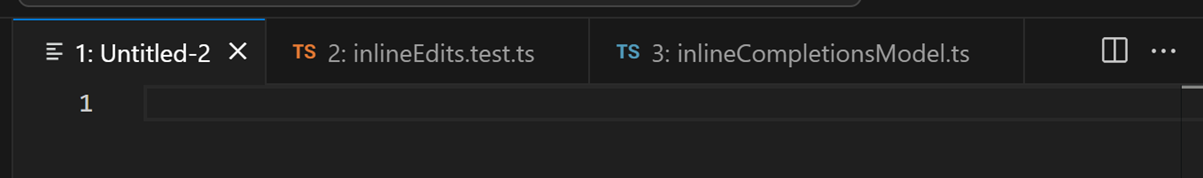 1: Untitled-2 TS 2: inlineEdits.test.ts TS 3: inlineCompletionsModel.ts
1